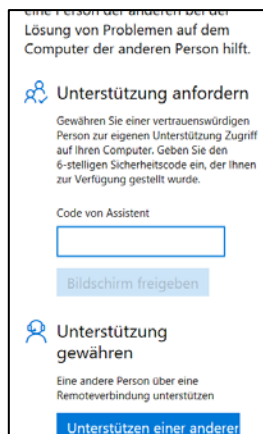 eine Person der anderen bei der
Lösung von Problemen auf dem
Computer der anderen Person hilft.
Unterstützung anfordern
Gewähren Sie einer vertrauenswürdigen
Person zur eigenen Unterstützung Zugriff
auf Ihren Computer. Geben Sie den
6-stelligen Sicherheitscode ein, der Ihnen
zur Verfügung gestellt wurde.
Code von Assistent
Bildschirm freigeben
Unterstützung
gewähren
Eine andere Person über eine
Remoteverbindung unterstützen
Unterstützen einer anderer